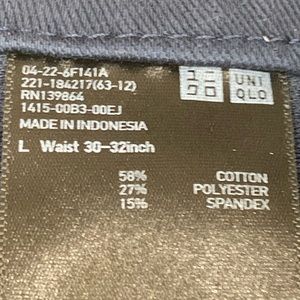 04-22-6F141A
221-184217(63-12)
RN139864
1415-00B3-00EJ
MADE IN INDONESIA
L Waist 30-32inch
58% COTTON
27% POLYESTER
15% SPANDEX
ユニ
クロ
UNI
QLO